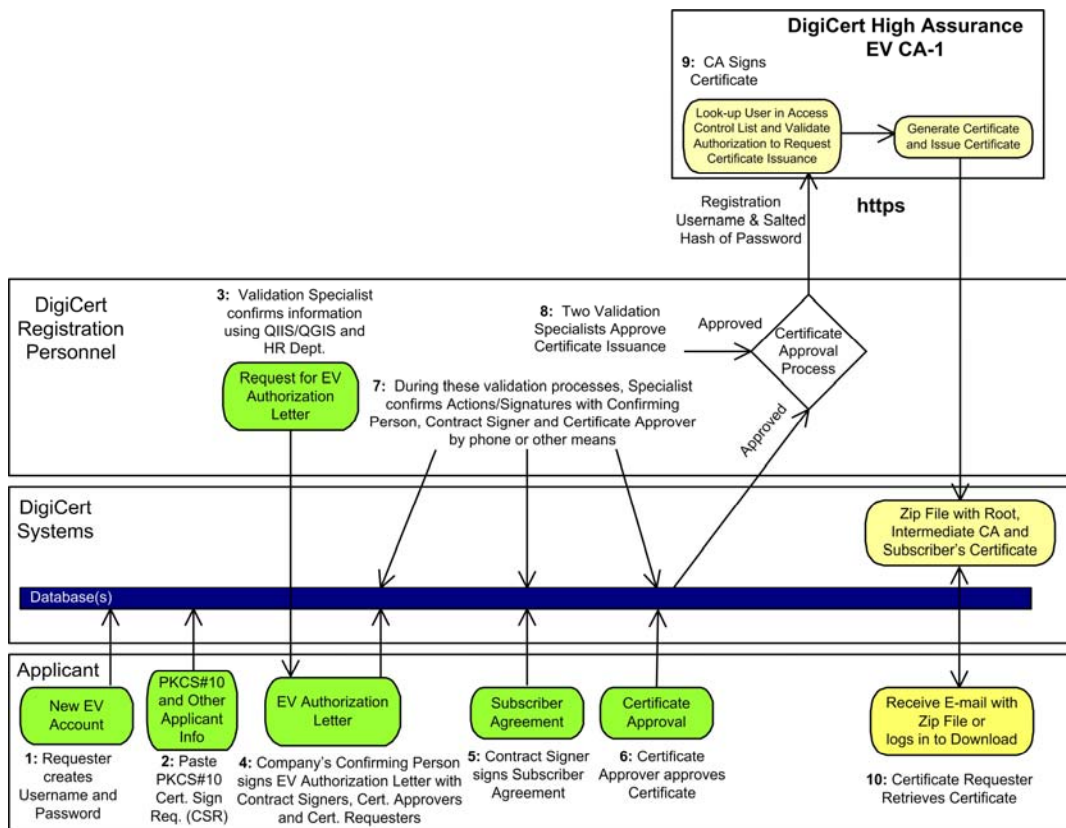 DigiCert High Assurance
EV CA-1
9: CA Signs
Certificate
Look-up User in Access
Control List and Validate
Authorization to Request
Certificate Issuance
Generate Certificate
and Issue Certificate
Registration
Username & Salted
Hash of Password
https
DigiCert
Registration
Personnel
3: Validation Specialist
confirms information
using QIIS/QGIS and
HR Dept.
Request for EV
Authorization
Letter
8: Two Validation
Specialists Approve
Certificate Issuance
Approved
Certificate
Approval
Process
7: During these validation processes, Specialist
confirms Actions/Signatures with Confirming
Person, Contract Signer and Certificate Approver
by phone or other means
Approved
DigiCert
Systems
Zip File with Root,
Intermediate CA and
Subscriber's Certificate
Database(s)
Applicant
New EV
Account
PKCS#10
and Other
Applicant
Info
EV Authorization
Letter
Subscriber
Agreement
Certificate
Approval
Receive E-mail with
Zip File or
logs in to Download
1: Requester
creates
Username and
Password
2: Paste
PKCS#10
Cert. Sign
Req. (CSR)
4: Company's Confirming Person
signs EV Authorization Letter with
Contract Signers, Cert. Approvers
and Cert. Requesters
5: Contract Signer
signs Subscriber
Agreement
6: Certificate
Approver approves
Certificate
10: Certificate Requester
Retrieves Certificate